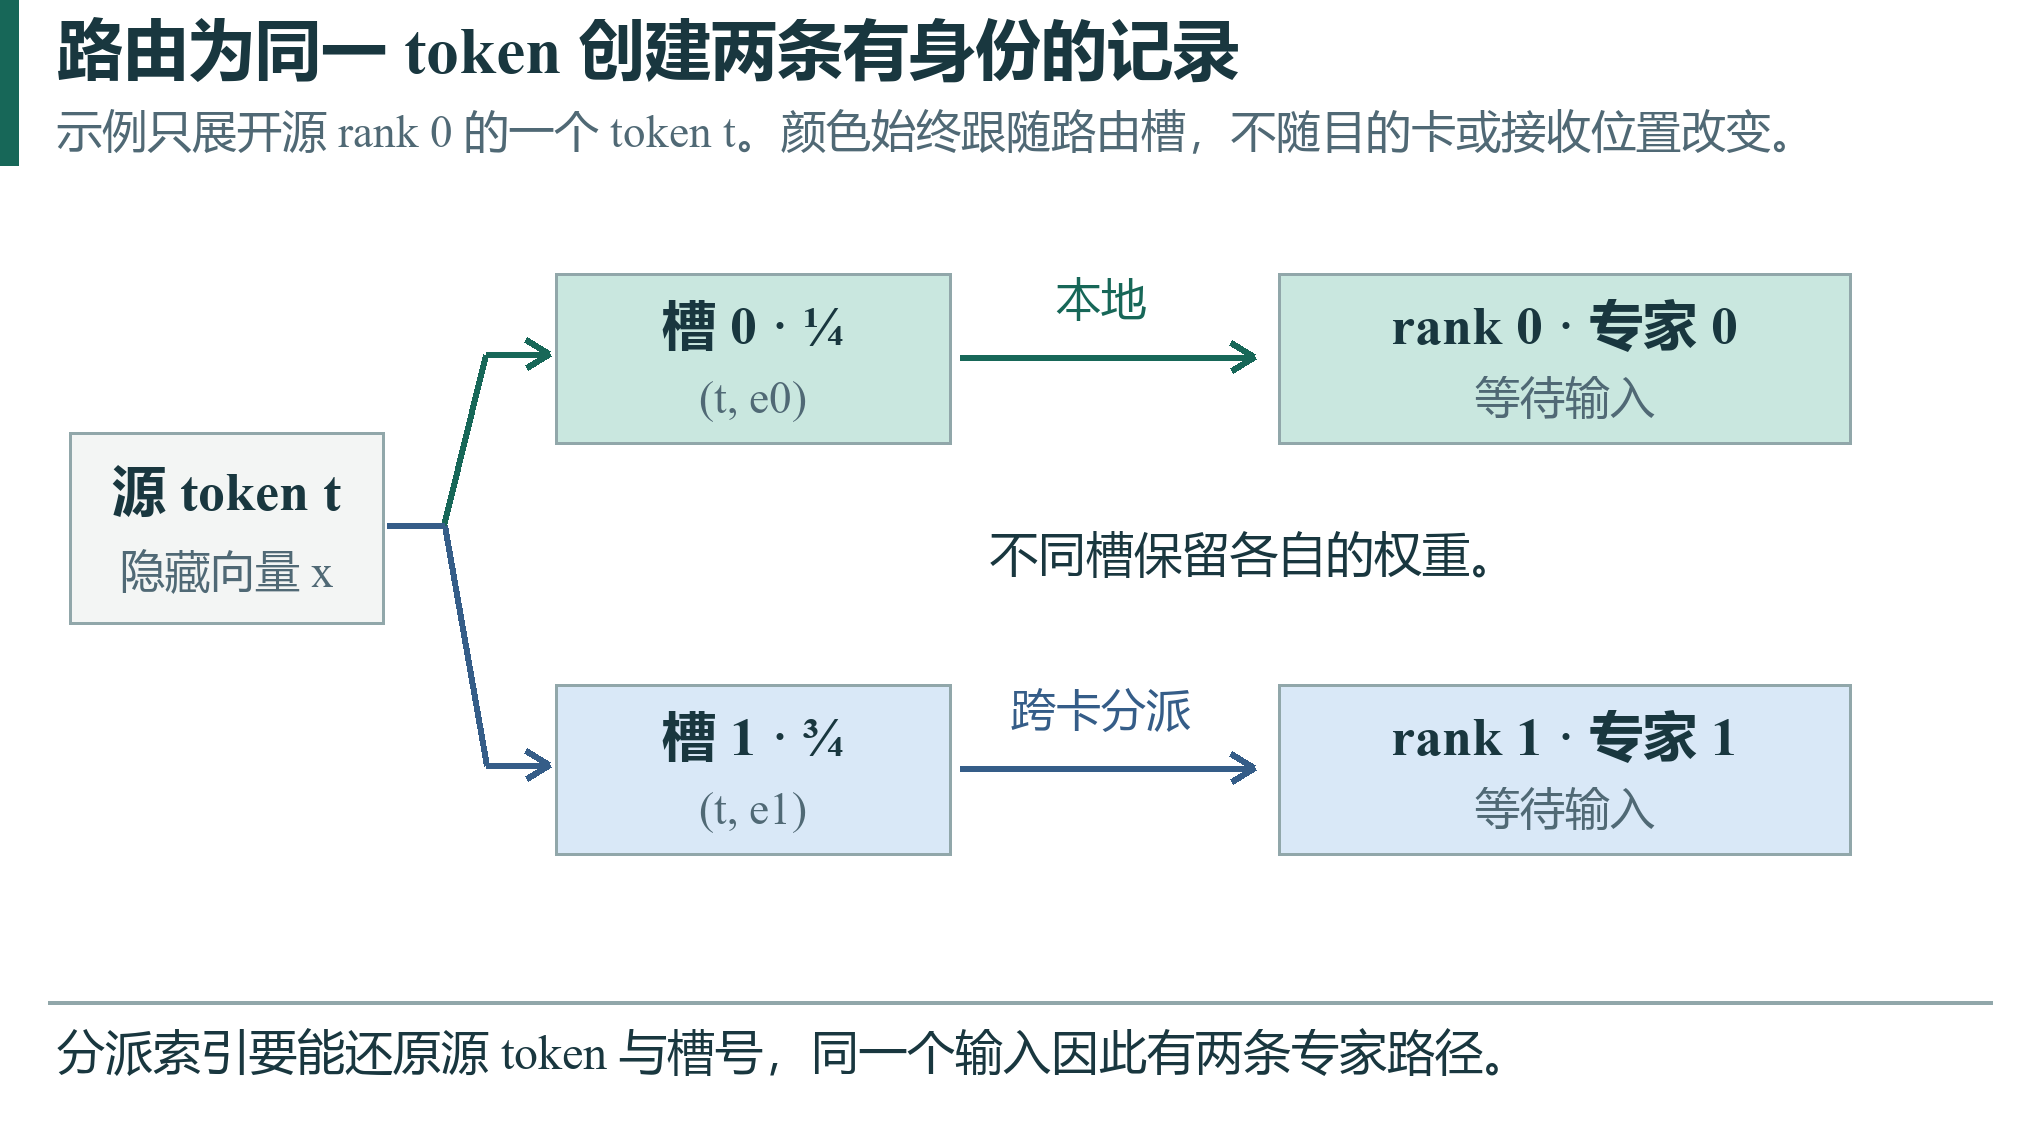 路由为同一 token 创建两条有身份的记录
示例只展开源 rank 0 的一个 token t。颜色始终跟随路由槽，不随目的卡或接收位置改变。
槽 0 · ¼
(t, e0)
本地
rank 0 · 专家 0
等待输入
源 token t
隐藏向量 x
不同槽保留各自的权重。
槽 1 · ¾
(t, e1)
跨卡分派
rank 1 · 专家 1
等待输入
分派索引要能还原源 token 与槽号，同一个输入因此有两条专家路径。